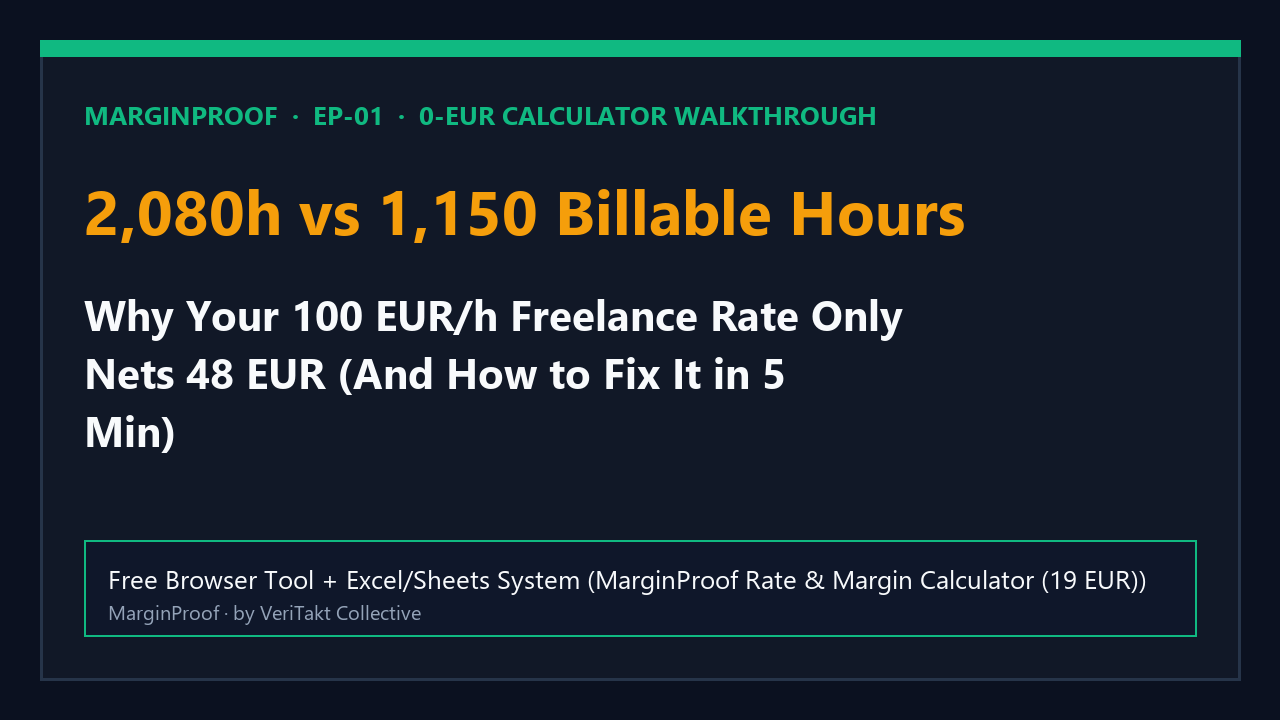 MARGINPROOF · EP-01 · 0-EUR CALCULATOR WALKTHROUGH
2,080h vs 1,150 Billable Hours
Why Your 100 EUR/h Freelance Rate Only
Nets 48 EUR (And How to Fix It in 5
Min)
Free Browser Tool + Excel/Sheets System (MarginProof Rate & Margin Calculator (19 EUR))
MarginProof · by VeriTakt Collective